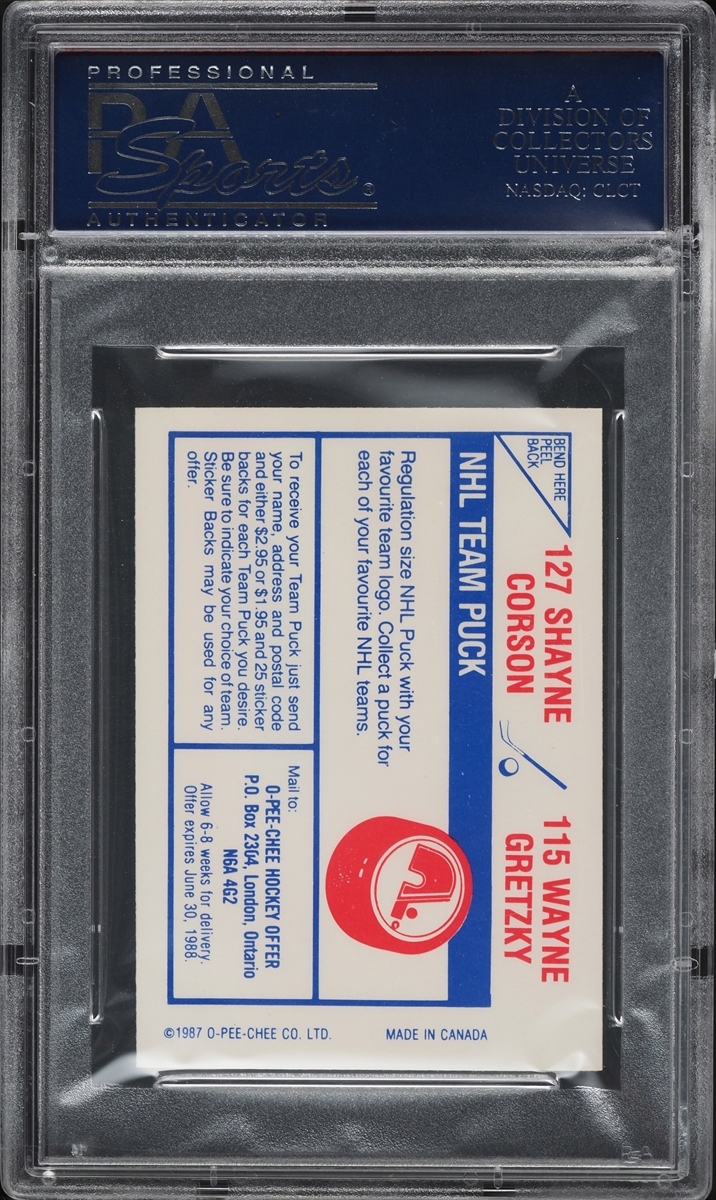 PROFESSIONAL
PSA
Sports®
AUTHENTICATOR
A
DIVISION OF
COLLECTORS
UNIVERSE
NASDAQ: CLCT
BEND HERE
PEEL
BACK
127 SHAYNE
CORSON
115 WAYNE
GRETZKY
NHL TEAM PUCK
Regulation size NHL Puck with your
favourite team logo. Collect a puck for
each of your favourite NHL teams.
To receive your Team Puck just send
your name, address and postal code
and either $2.95 or $1.95 and 25 sticker
backs for each Team Puck you desire.
Be sure to indicate your choice of team.
Sticker Backs may be used for any
offer.
Mail to:
O-PEE-CHEE HOCKEY OFFER
P.O. Box 2364, London, Ontario
N6A 4G2
Allow 6-8 weeks for delivery.
Offer expires June 30, 1988.
©1987 O-PEE-CHEE CO. LTD.
MADE IN CANADA
PSA